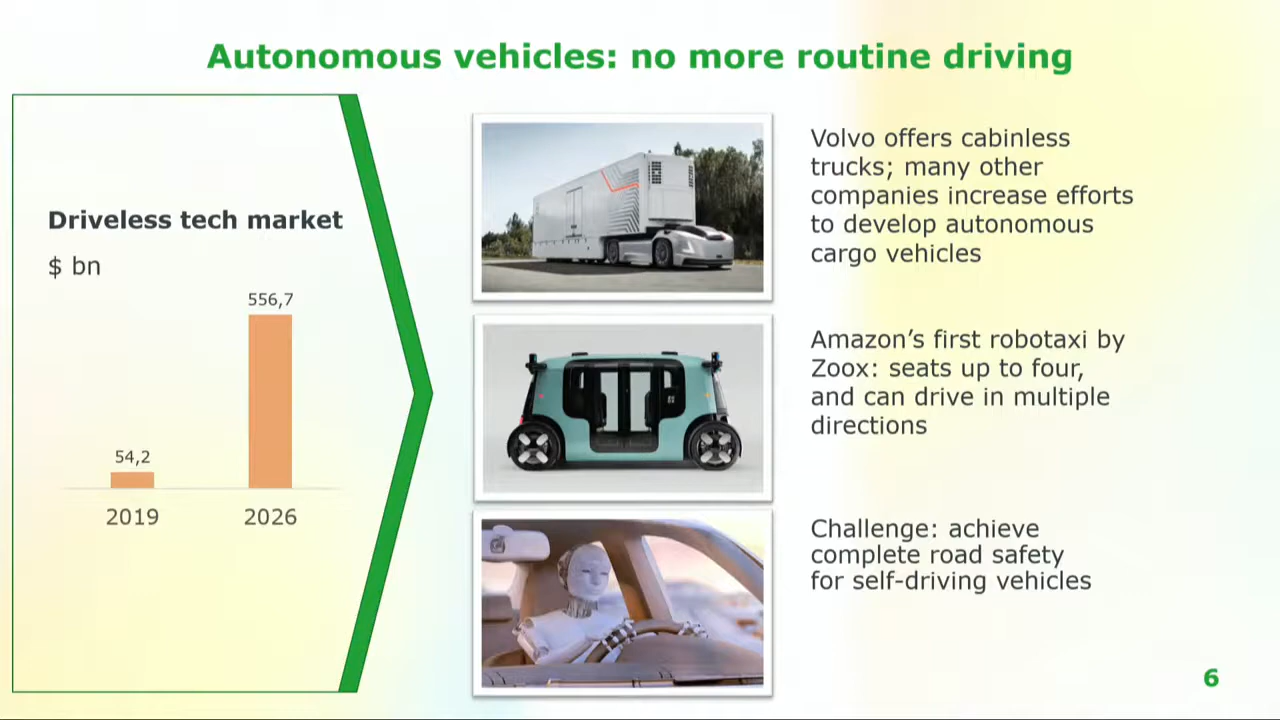 Autonomous vehicles: no more routine driving
Driveless tech market
$ bn
556,7
54,2
2019
2026
Volvo offers cabinless
trucks; many other
companies increase efforts
to develop autonomous
cargo vehicles
Amazon’s first robotaxi by
Zoox: seats up to four,
and can drive in multiple
directions
Challenge: achieve
complete road safety
for self-driving vehicles
6